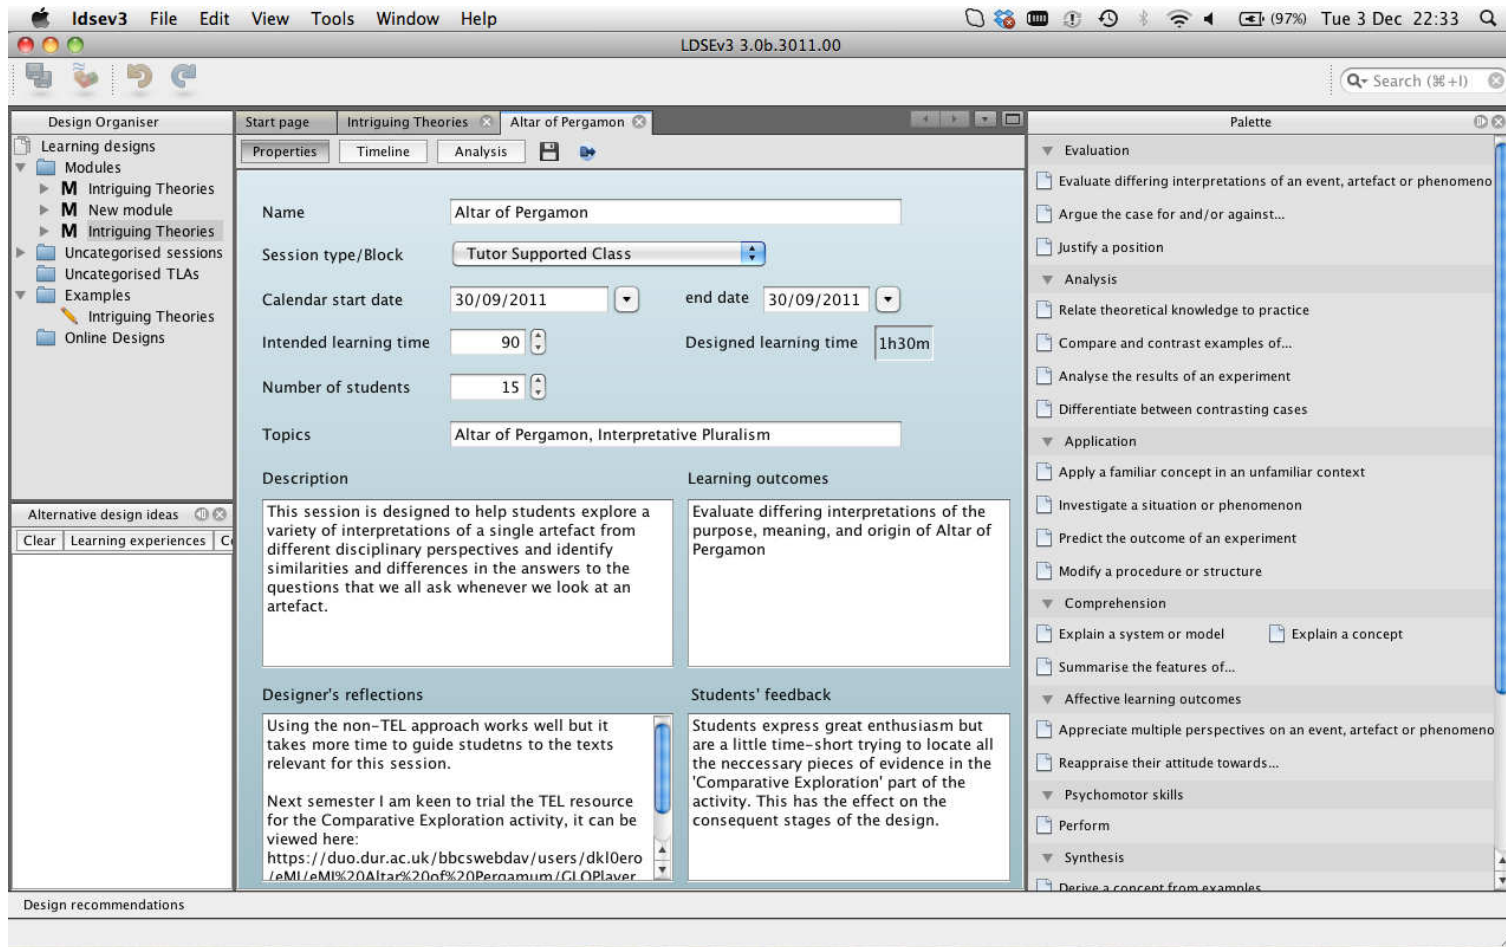 ldsev3 File Edit View Tools Window Help (97%) Tue 3 Dec 22:33
LDSEv3 3.0b.3011.00
Search (⌘+I)
Design Organiser
Learning designs
Modules
M Intriguing Theories
M New module
M Intriguing Theories
Uncategorised sessions
Uncategorised TLAs
Examples
Intriguing Theories
Online Designs
Alternative design ideas
Clear Learning experiences
Start page Intriguing Theories Altar of Pergamon
Properties Timeline Analysis
Name Altar of Pergamon
Session type/Block Tutor Supported Class
Calendar start date 30/09/2011 end date 30/09/2011
Intended learning time 90 Designed learning time 1h30m
Number of students 15
Topics Altar of Pergamon, Interpretative Pluralism
Description
This session is designed to help students explore a
variety of interpretations of a single artefact from
different disciplinary perspectives and identify
similarities and differences in the answers to the
questions that we all ask whenever we look at an
artefact.
Learning outcomes
Evaluate differing interpretations of the
purpose, meaning, and origin of Altar of
Pergamon
Designer's reflections
Using the non-TEL approach works well but it
takes more time to guide studetns to the texts
relevant for this session.
Next semester I am keen to trial the TEL resource
for the Comparative Exploration activity, it can be
viewed here:
https://duo.dur.ac.uk/bbcswebdav/users/dkl0ero
/eMI/eMI%20Altar%20of%20Pergamum/GLOPlayer
Students' feedback
Students express great enthusiasm but
are a little time-short trying to locate all
the neccessary pieces of evidence in the
'Comparative Exploration' part of the
activity. This has the effect on the
consequent stages of the design.
Palette
Evaluation
Evaluate differing interpretations of an event, artefact or phenomeno
Argue the case for and/or against...
Justify a position
Analysis
Relate theoretical knowledge to practice
Compare and contrast examples of...
Analyse the results of an experiment
Differentiate between contrasting cases
Application
Apply a familiar concept in an unfamiliar context
Investigate a situation or phenomenon
Predict the outcome of an experiment
Modify a procedure or structure
Comprehension
Explain a system or model Explain a concept
Summarise the features of...
Affective learning outcomes
Appreciate multiple perspectives on an event, artefact or phenomeno
Reappraise their attitude towards...
Psychomotor skills
Perform
Synthesis
Derive a concept from examples
Design recommendations